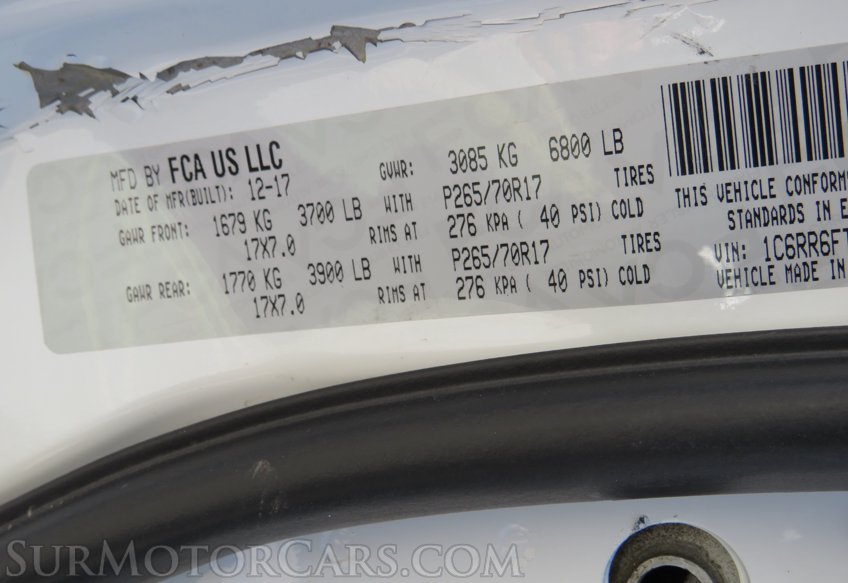 MFD BY FCA US LLC GVWR: 3085 KG 6800 LB
DATE OF MFR(BUILT): 12-17 P265/70R17 TIRES
GAWR FRONT: 1679 KG 3700 LB WITH 276 KPA ( 40 PSI) COLD
17X7.0 RIMS AT P265/70R17 TIRES
GAWR REAR: 1770 KG 3900 LB WITH 276 KPA ( 40 PSI) COLD
17X7.0 RIMS AT
THIS VEHICLE CONFORM
STANDARDS IN E
VIN: 1C6RR6FT
VEHICLE MADE IN
SURMOTORCARS.COM